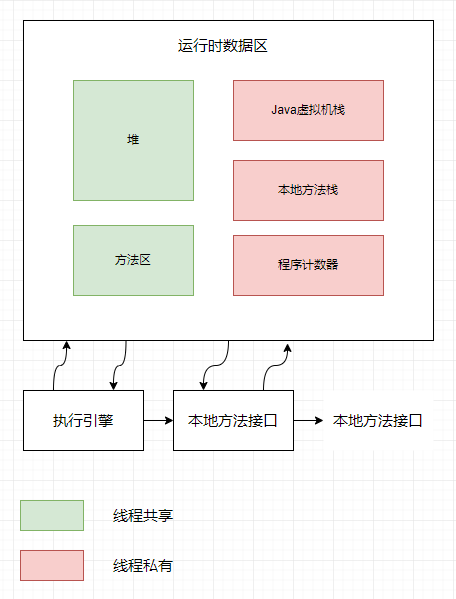 运行时数据区
堆
Java虚拟机栈
本地方法栈
方法区
程序计数器
执行引擎
本地方法接口
本地方法接口
线程共享
线程私有